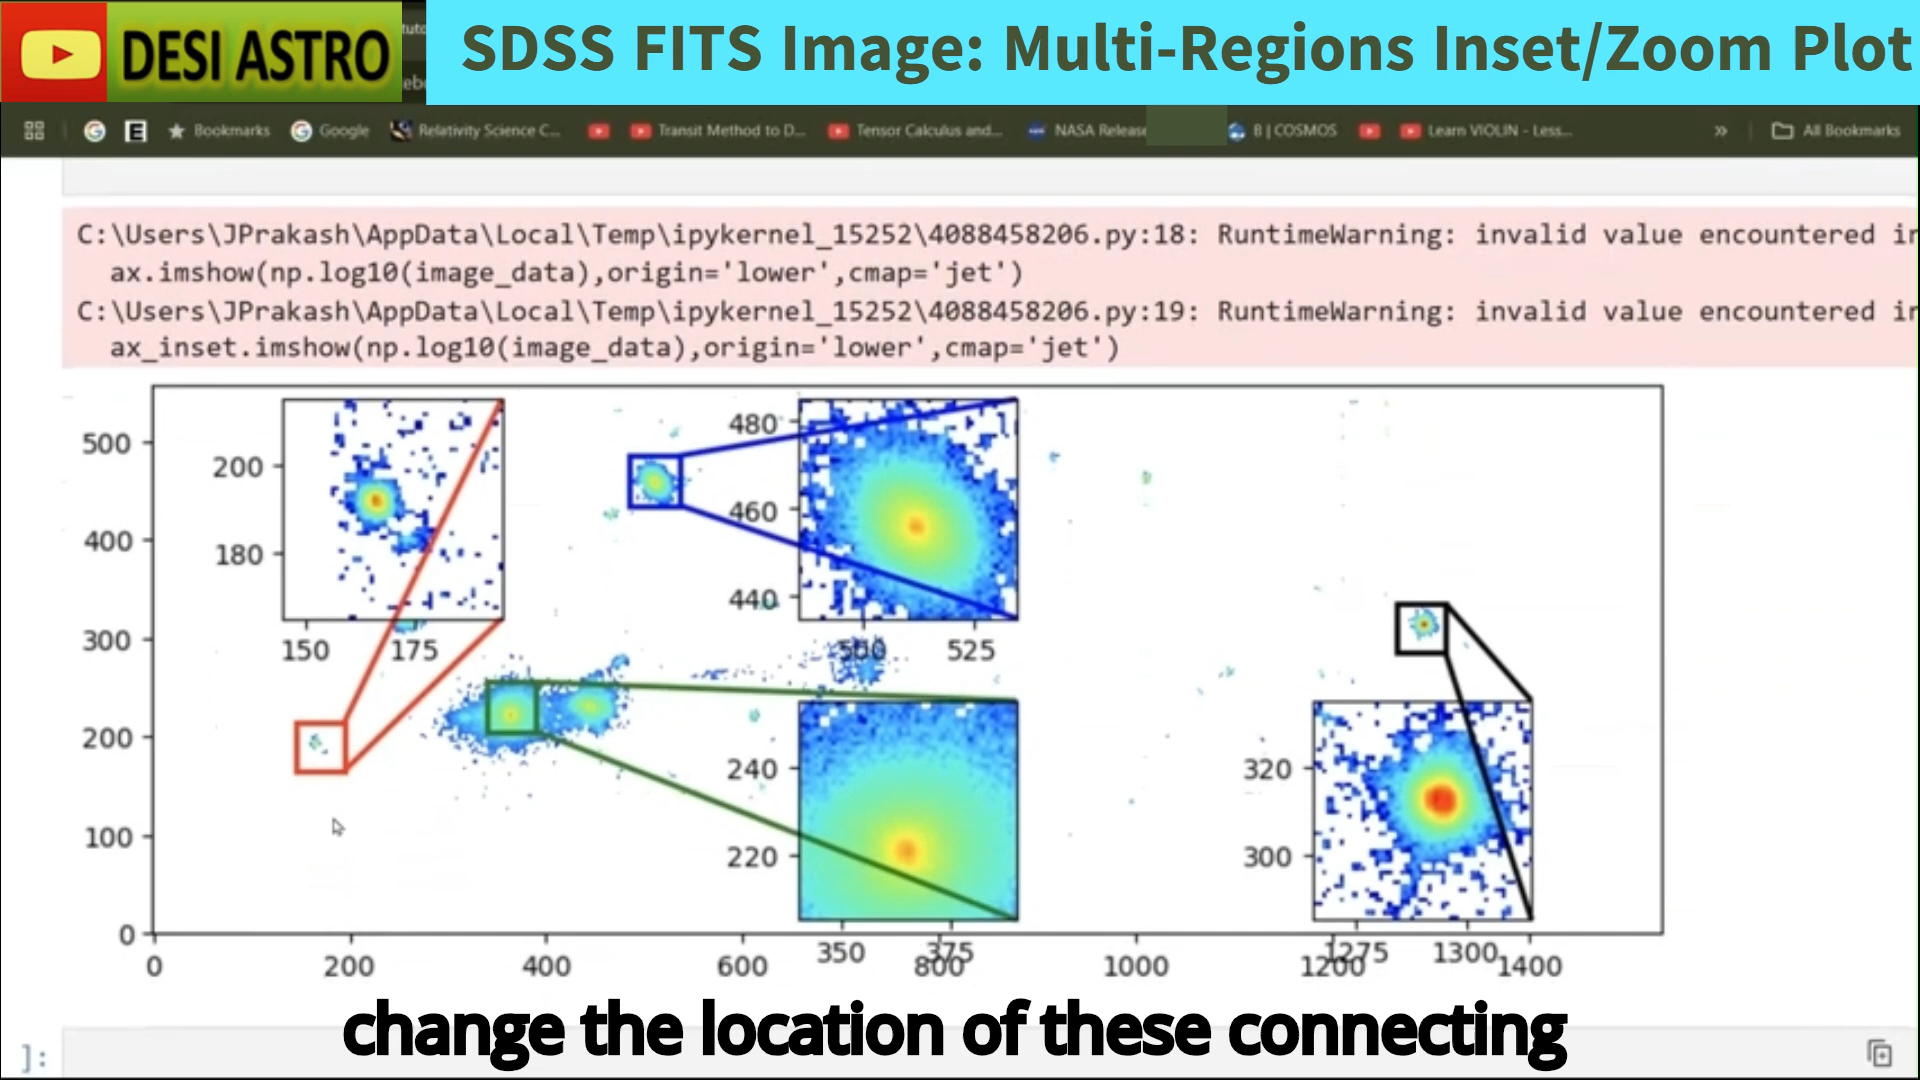 DESI ASTRO
SDSS FITS Image: Multi-Regions Inset/Zoom Plot
Bookmarks Google Relativity Science C... Transit Method to D... Tensor Calculus and... NASA Release B | COSMOS Learn VIOLIN - Less... » All Bookmarks
C:\Users\JPrakash\AppData\Local\Temp\ipykernel_15252\4088458206.py:18: RuntimeWarning: invalid value encountered in
ax.imshow(np.log10(image_data),origin='lower',cmap='jet')
C:\Users\JPrakash\AppData\Local\Temp\ipykernel_15252\4088458206.py:19: RuntimeWarning: invalid value encountered in
ax_inset.imshow(np.log10(image_data),origin='lower',cmap='jet')
500
400
300
200
100
0
200
180
150 175
480
460
440
500 525
240
220
350 375
320
300
1275 1300
0 200 400 600 800 1000 1200 1400
]:
change the location of these connecting